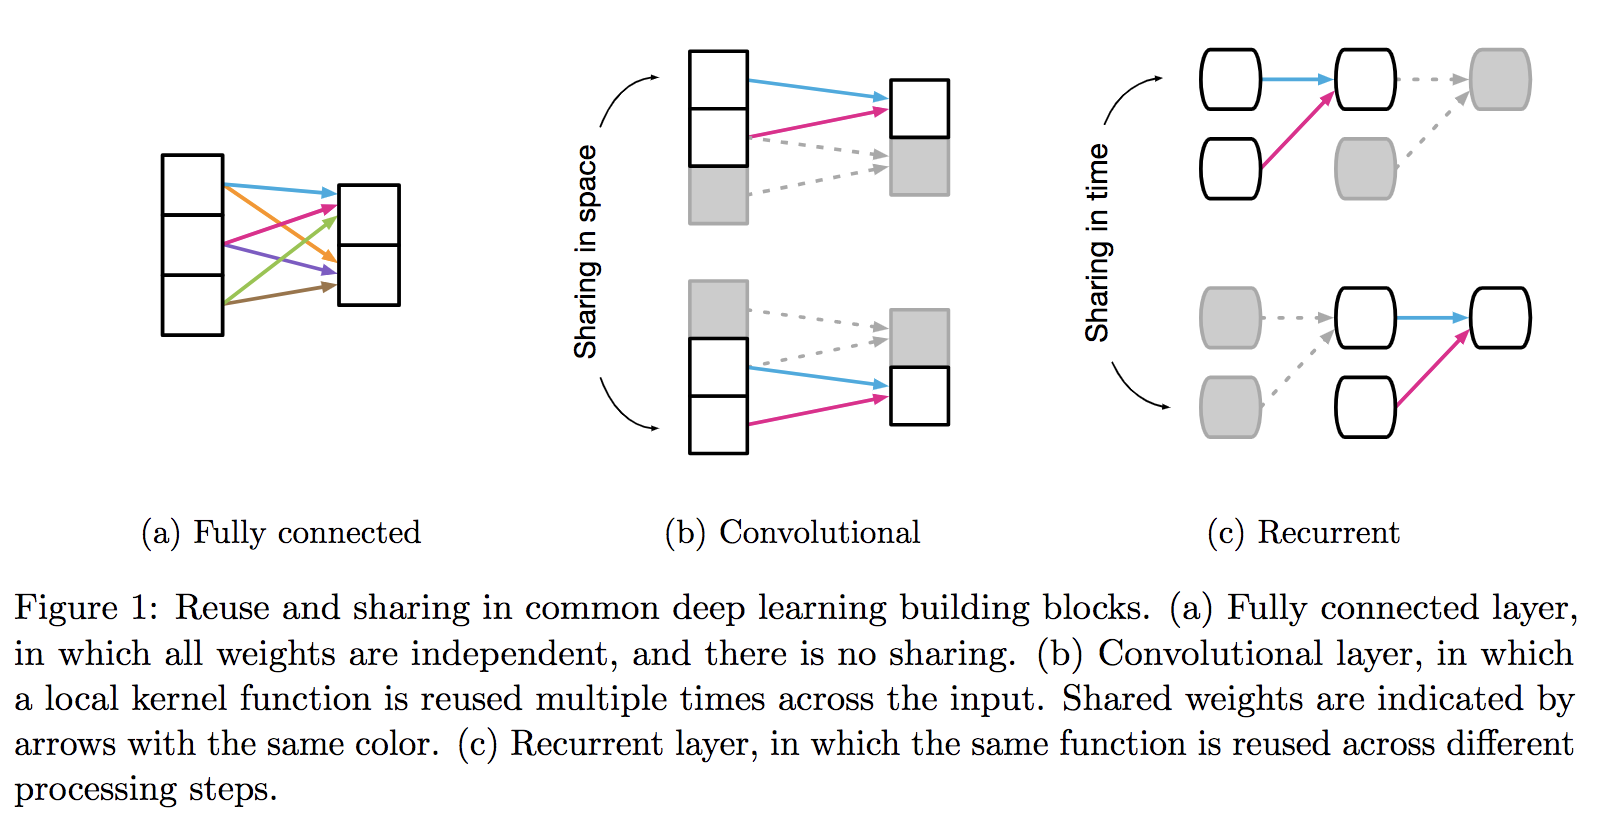 Sharing in space
Sharing in time
(a) Fully connected
(b) Convolutional
(c) Recurrent
Figure 1: Reuse and sharing in common deep learning building blocks. (a) Fully connected layer,
in which all weights are independent, and there is no sharing. (b) Convolutional layer, in which
a local kernel function is reused multiple times across the input. Shared weights are indicated by
arrows with the same color. (c) Recurrent layer, in which the same function is reused across different
processing steps.